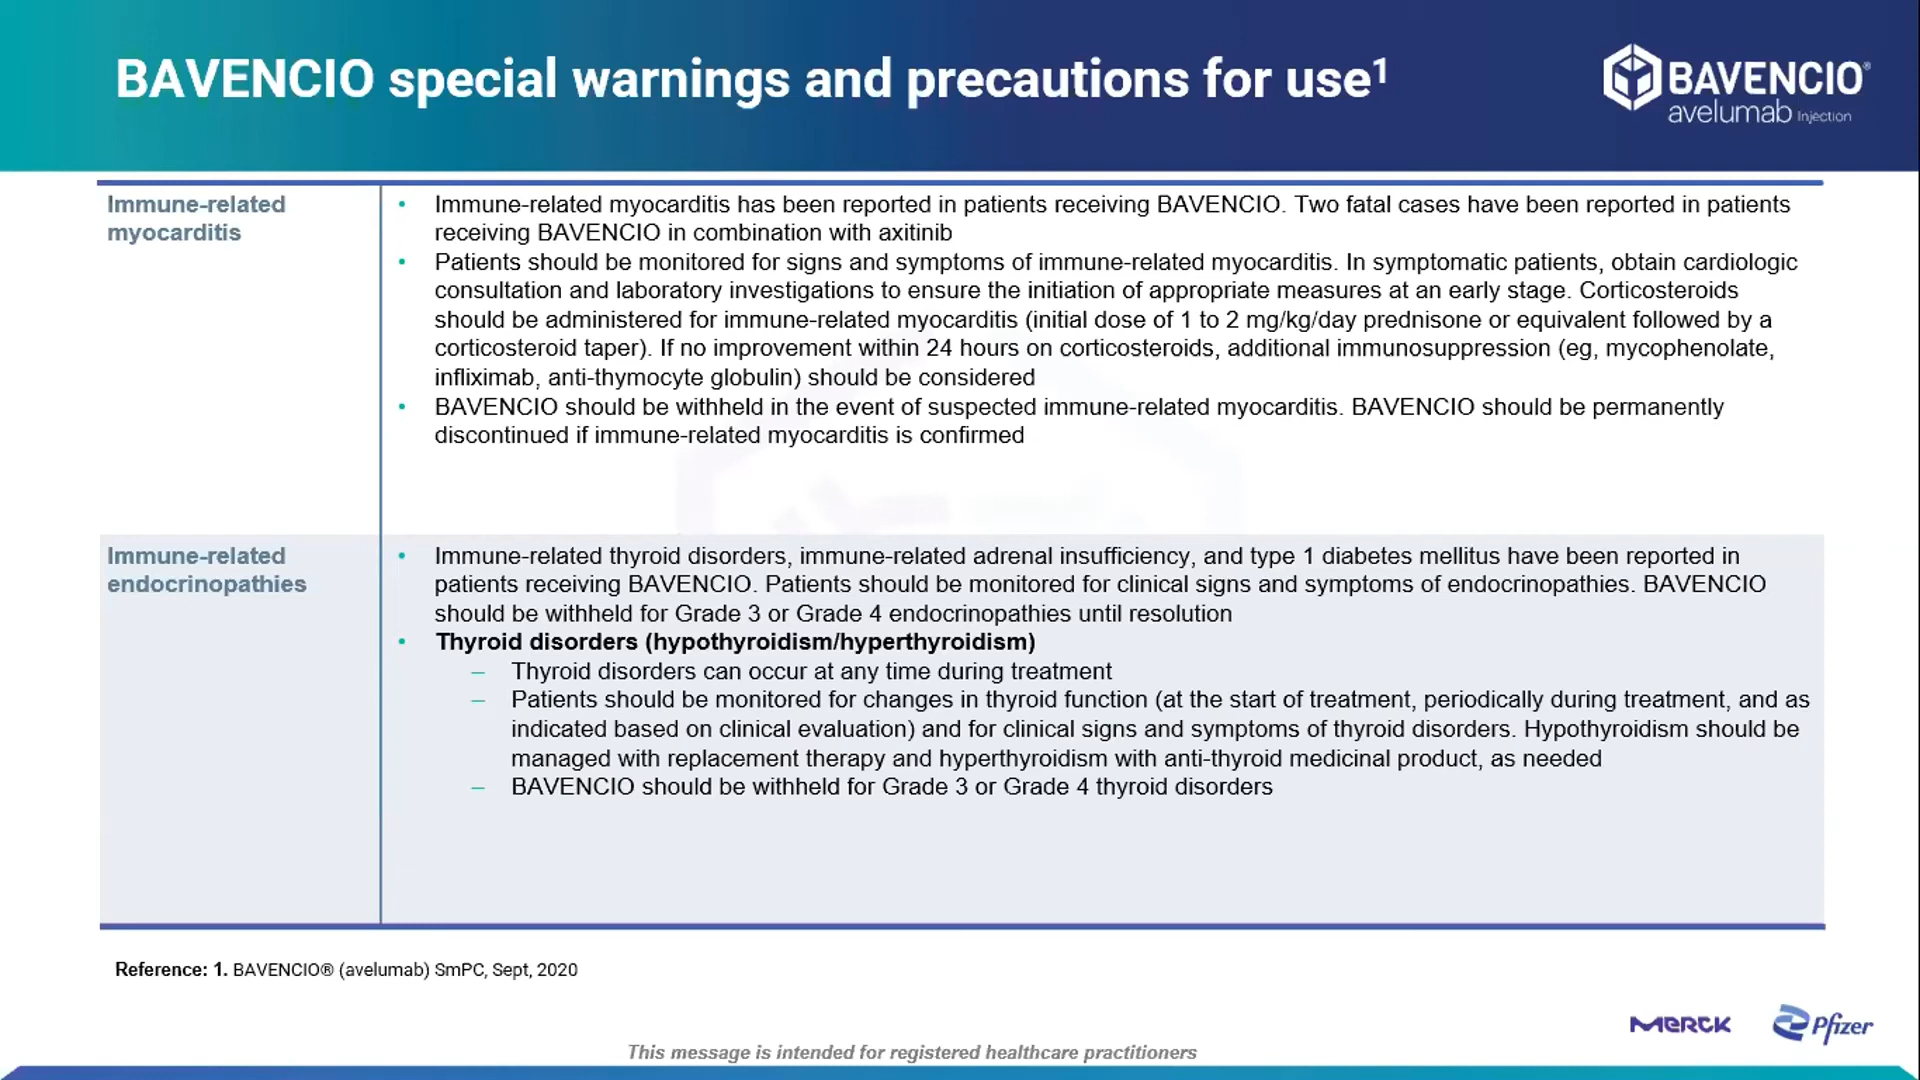 BAVENCIO special warnings and precautions for use¹
BAVENCIO®
avelumab Injection
Immune-related
myocarditis
• Immune-related myocarditis has been reported in patients receiving BAVENCIO. Two fatal cases have been reported in patients
receiving BAVENCIO in combination with axitinib
• Patients should be monitored for signs and symptoms of immune-related myocarditis. In symptomatic patients, obtain cardiologic
consultation and laboratory investigations to ensure the initiation of appropriate measures at an early stage. Corticosteroids
should be administered for immune-related myocarditis (initial dose of 1 to 2 mg/kg/day prednisone or equivalent followed by a
corticosteroid taper). If no improvement within 24 hours on corticosteroids, additional immunosuppression (eg, mycophenolate,
infliximab, anti-thymocyte globulin) should be considered
• BAVENCIO should be withheld in the event of suspected immune-related myocarditis. BAVENCIO should be permanently
discontinued if immune-related myocarditis is confirmed
Immune-related
endocrinopathies
• Immune-related thyroid disorders, immune-related adrenal insufficiency, and type 1 diabetes mellitus have been reported in
patients receiving BAVENCIO. Patients should be monitored for clinical signs and symptoms of endocrinopathies. BAVENCIO
should be withheld for Grade 3 or Grade 4 endocrinopathies until resolution
• Thyroid disorders (hypothyroidism/hyperthyroidism)
– Thyroid disorders can occur at any time during treatment
– Patients should be monitored for changes in thyroid function (at the start of treatment, periodically during treatment, and as
indicated based on clinical evaluation) and for clinical signs and symptoms of thyroid disorders. Hypothyroidism should be
managed with replacement therapy and hyperthyroidism with anti-thyroid medicinal product, as needed
– BAVENCIO should be withheld for Grade 3 or Grade 4 thyroid disorders
Reference: 1. BAVENCIO® (avelumab) SmPC, Sept, 2020
MERCK
Pfizer
This message is intended for registered healthcare practitioners